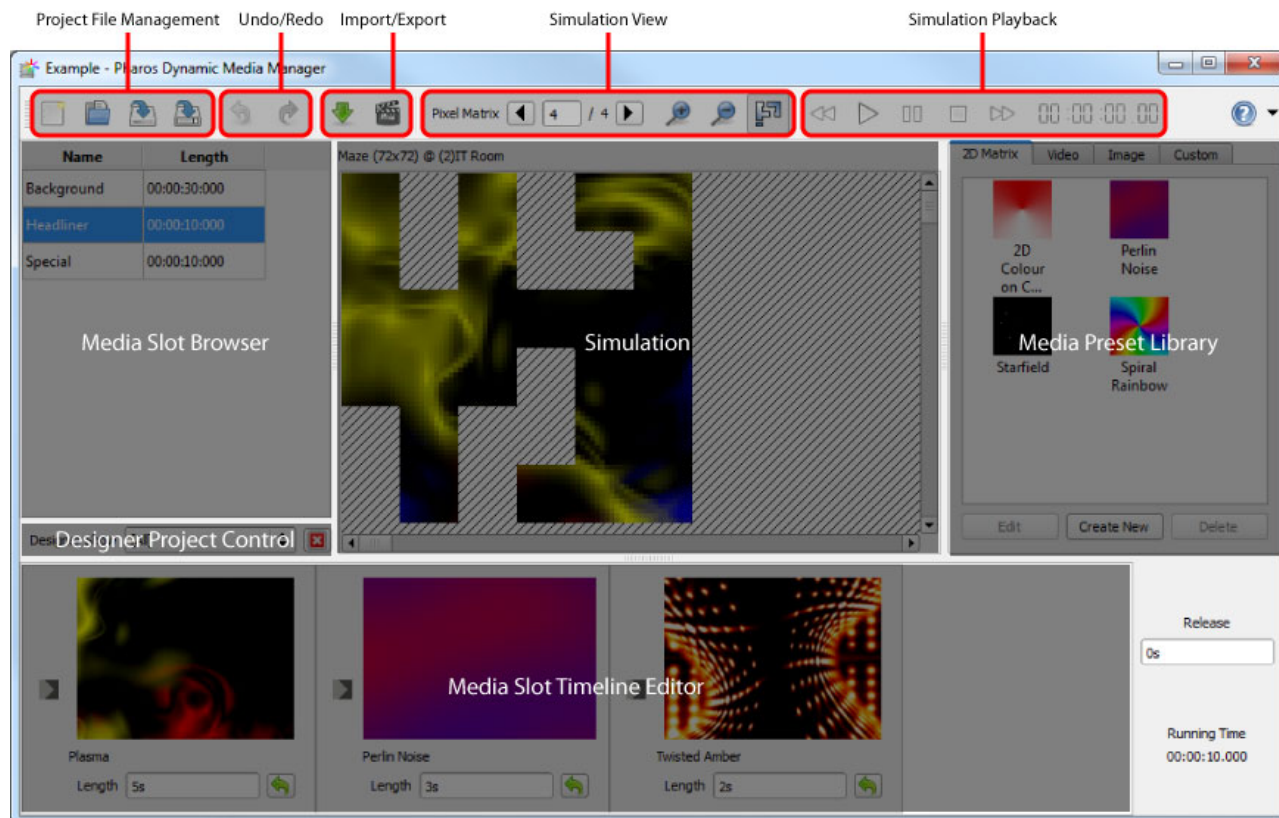 Project File Management Undo/Redo Import/Export Simulation View Simulation Playback
Example - Pharos Dynamic Media Manager
Pixel Matrix 4 / 4 00:00:00.00
Name Length
Background 00:00:30:000
Headliner 00:00:10:000
Special 00:00:10:000
Media Slot Browser
Designer Project Control
Maze (72x72) @ (2)IT Room
Simulation
2D Matrix Video Image Custom
2D
Colour
on C...
Perlin
Noise
Starfield
Spiral
Rainbow
Media Preset Library
Edit Create New Delete
Media Slot Timeline Editor
Plasma
Length 5s
Perlin Noise
Length 3s
Twisted Amber
Length 2s
Release
0s
Running Time
00:00:10.000